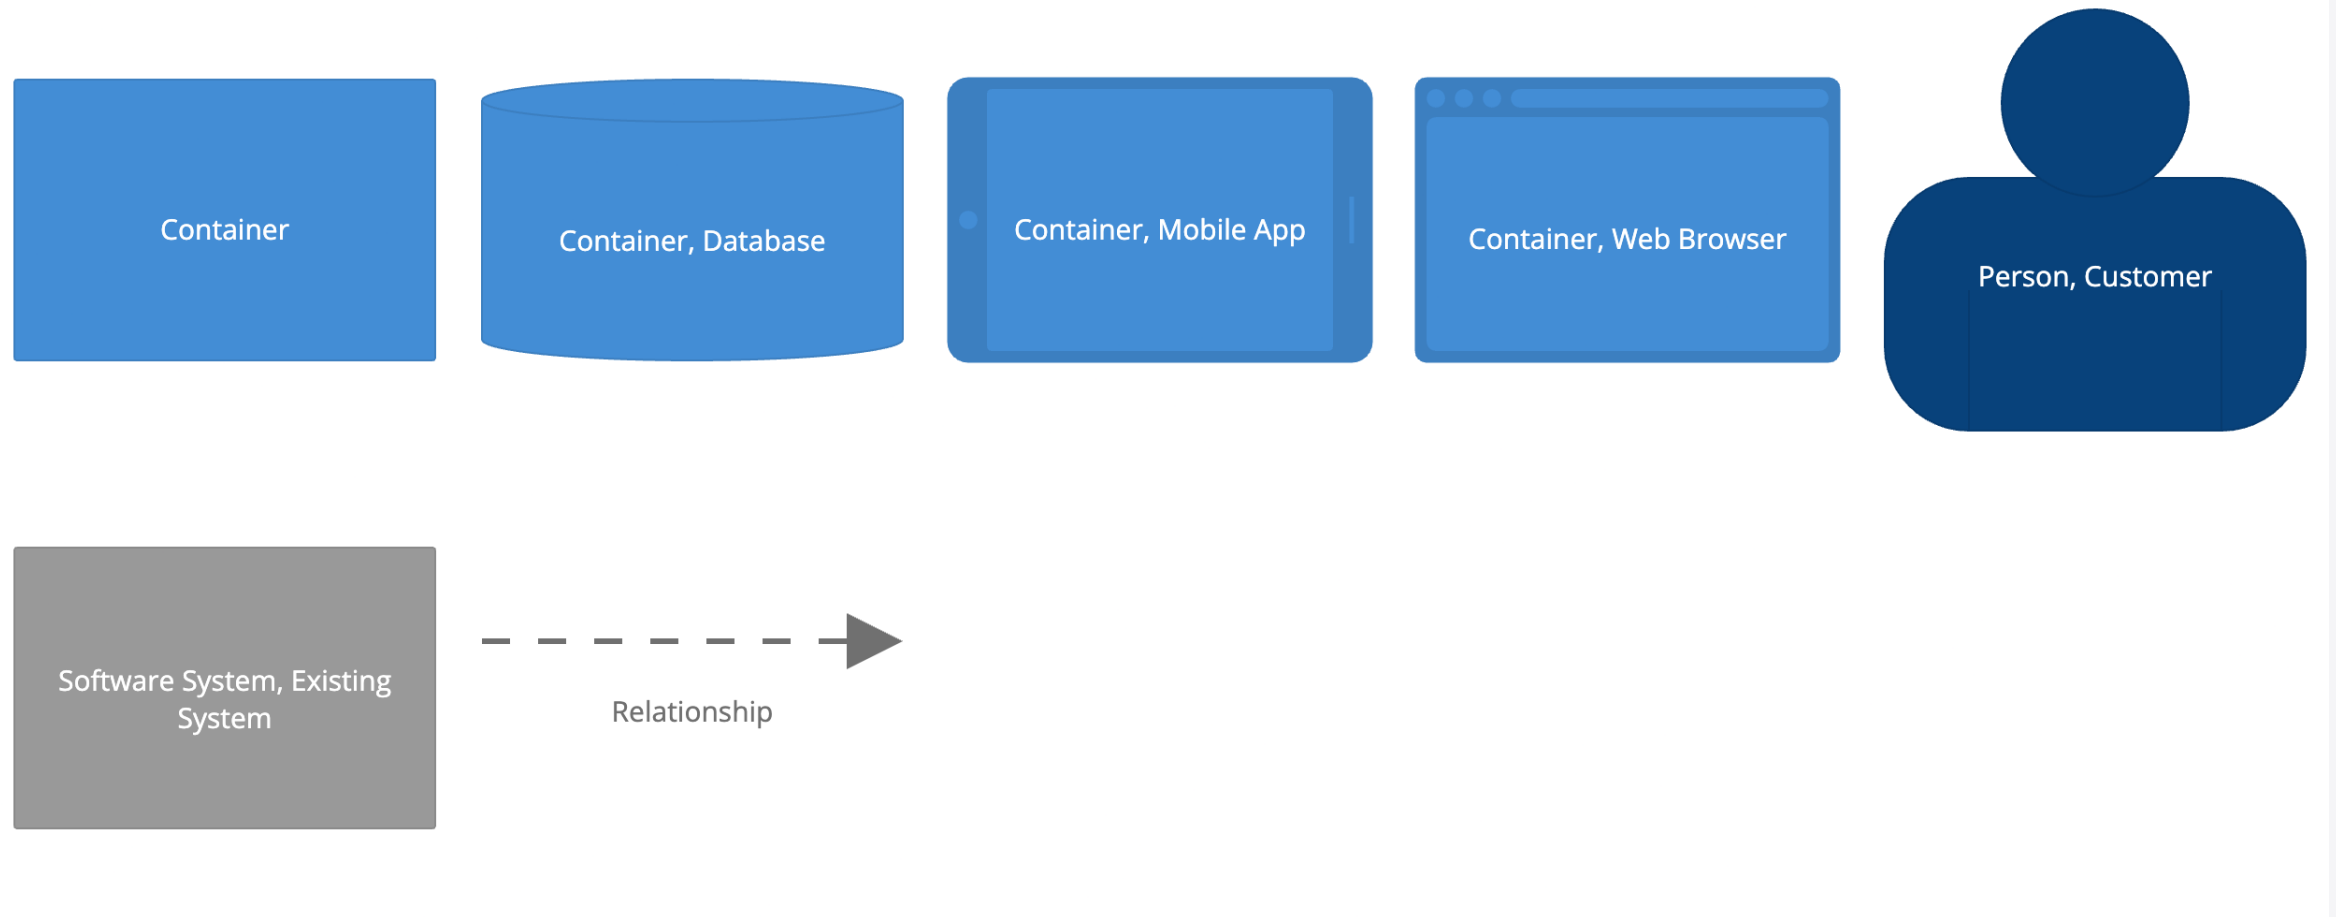 Container
Container, Database
Container, Mobile App
Container, Web Browser
Person, Customer
Software System, Existing
System
Relationship